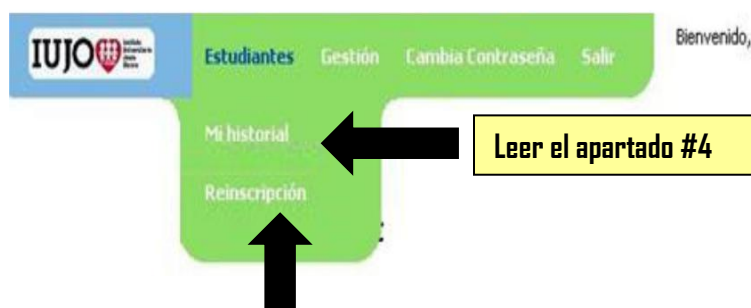 IUJO
Estudiantes Gestión Cambia Contraseña Salir
Bienvenido,
Mi historial
Leer el apartado #4
Reinscripción